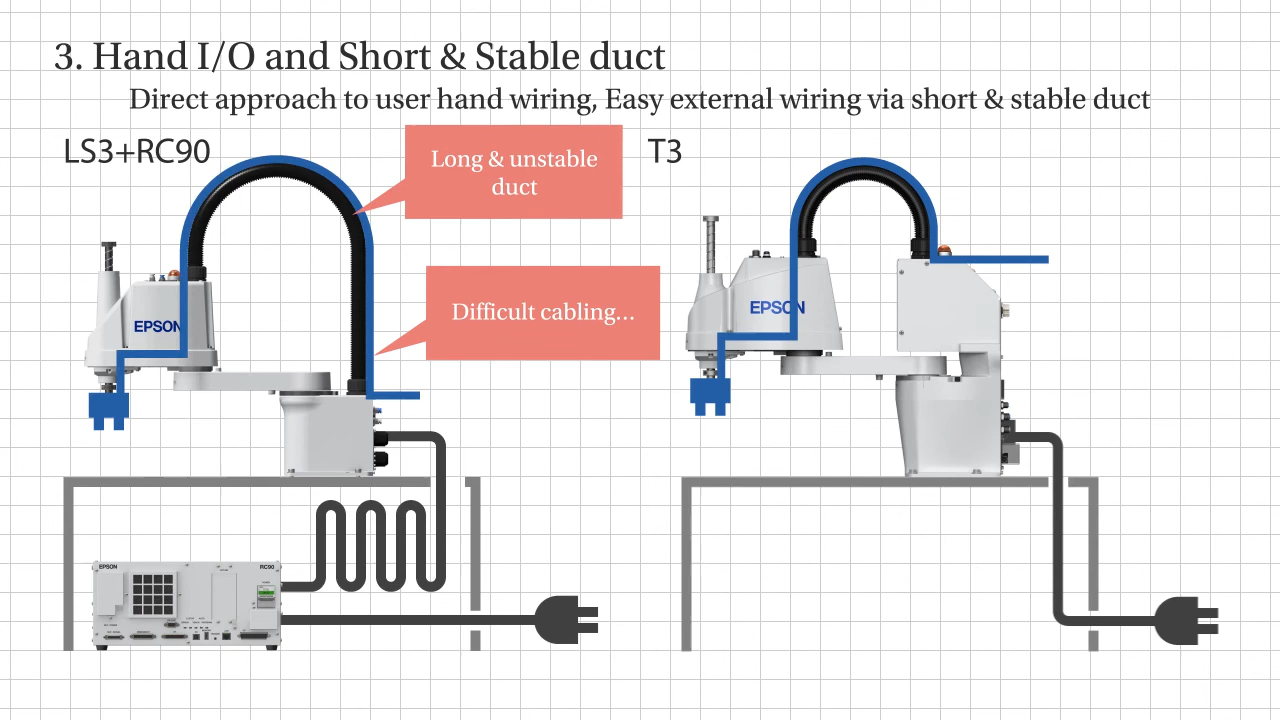 3. Hand I/O and Short & Stable duct
Direct approach to user hand wiring, Easy external wiring via short & stable duct
LS3+RC90
Long & unstable
duct
T3
Difficult cabling...
EPSON
EPSON
EPSON
RC90